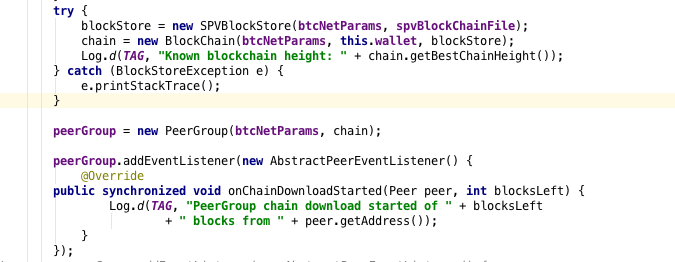 try {
blockStore = new SPVBlockStore(btcNetParams, spvBlockChainFile);
chain = new BlockChain(btcNetParams, this.wallet, blockStore);
Log.d(TAG, "Known blockchain height: " + chain.getBestChainHeight());
} catch (BlockStoreException e) {
e.printStackTrace();
}
peerGroup = new PeerGroup(btcNetParams, chain);
peerGroup.addEventListener(new AbstractPeerEventListener() {
@Override
public synchronized void onChainDownloadStarted(Peer peer, int blocksLeft) {
Log.d(TAG, "PeerGroup chain download started of " + blocksLeft
+ " blocks from " + peer.getAddress());
}
});